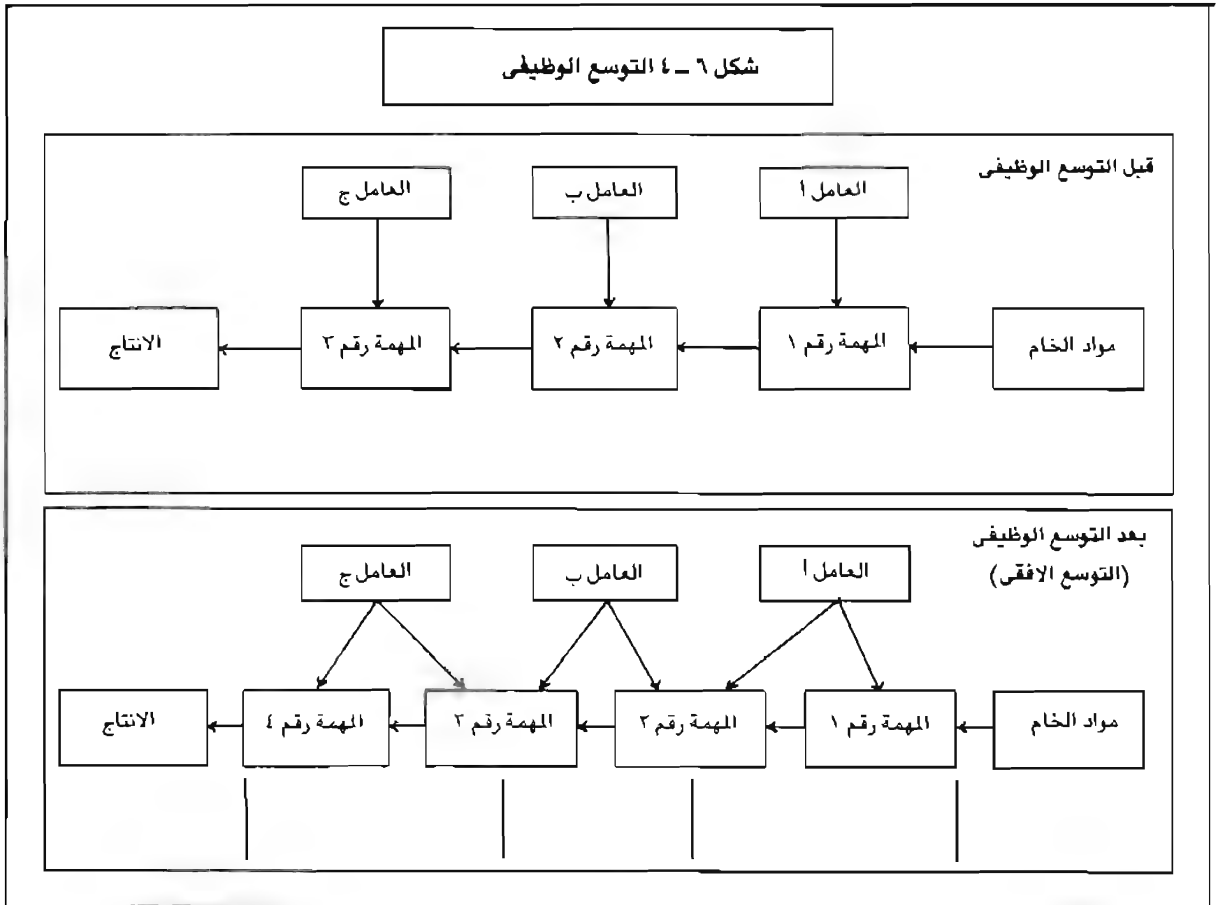 شكل ٦ – ٤ التوسع الوظيفى
قبل التوسع الوظيفى
العامل أ
العامل ب
العامل ج
مواد الخام
المهمة رقم ١
المهمة رقم ٢
المهمة رقم ٣
الانتاج
بعد التوسع الوظيفى
(التوسع الافقى)
العامل أ
العامل ب
العامل ج
مواد الخام
المهمة رقم ١
المهمة رقم ٢
المهمة رقم ٣
المهمة رقم ٤
الانتاج